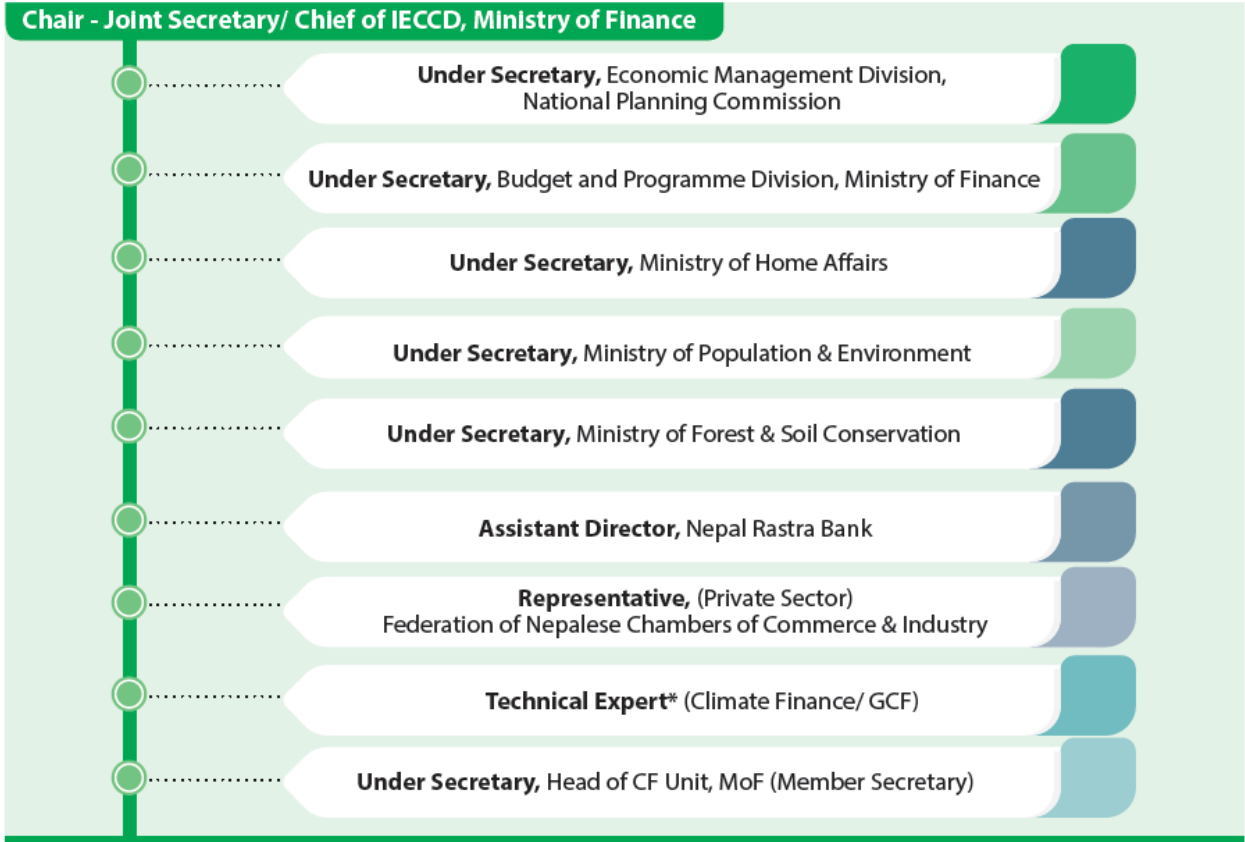 Chair - Joint Secretary/ Chief of IECCD, Ministry of Finance
Under Secretary, Economic Management Division,
National Planning Commission
Under Secretary, Budget and Programme Division, Ministry of Finance
Under Secretary, Ministry of Home Affairs
Under Secretary, Ministry of Population & Environment
Under Secretary, Ministry of Forest & Soil Conservation
Assistant Director, Nepal Rastra Bank
Representative, (Private Sector)
Federation of Nepalese Chambers of Commerce & Industry
Technical Expert* (Climate Finance/ GCF)
Under Secretary, Head of CF Unit, MoF (Member Secretary)